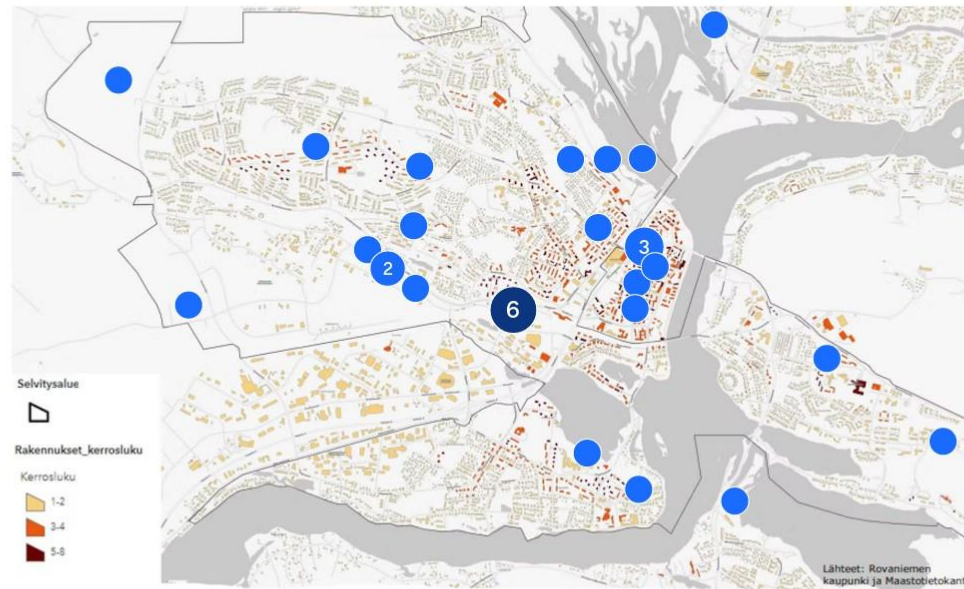 3
2
6
Selvitysalue
Rakennukset_kerrosluku
Kerrosluku
1-2
3-4
5-8
Lähteet: Rovaniemen
kaupunki ja Maastotietokant